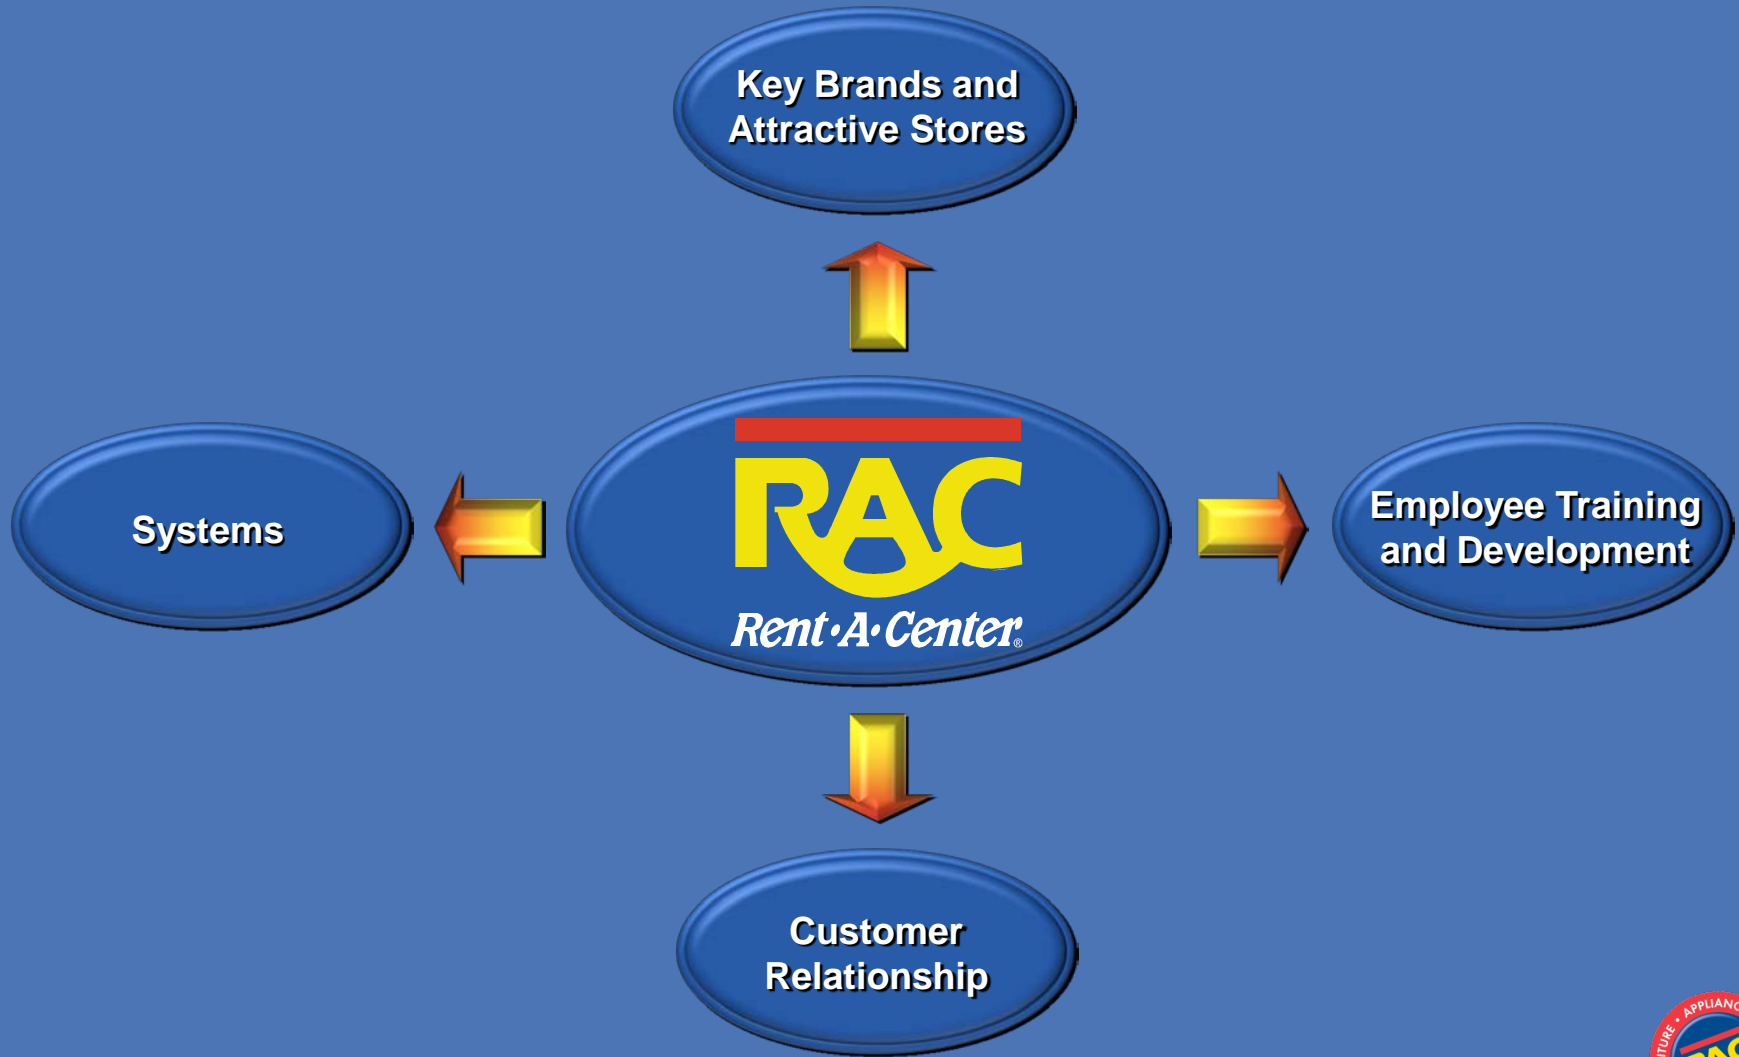 Key Brands and
Attractive Stores
RAC
Rent·A·Center®
Systems
Employee Training
and Development
Customer
Relationship